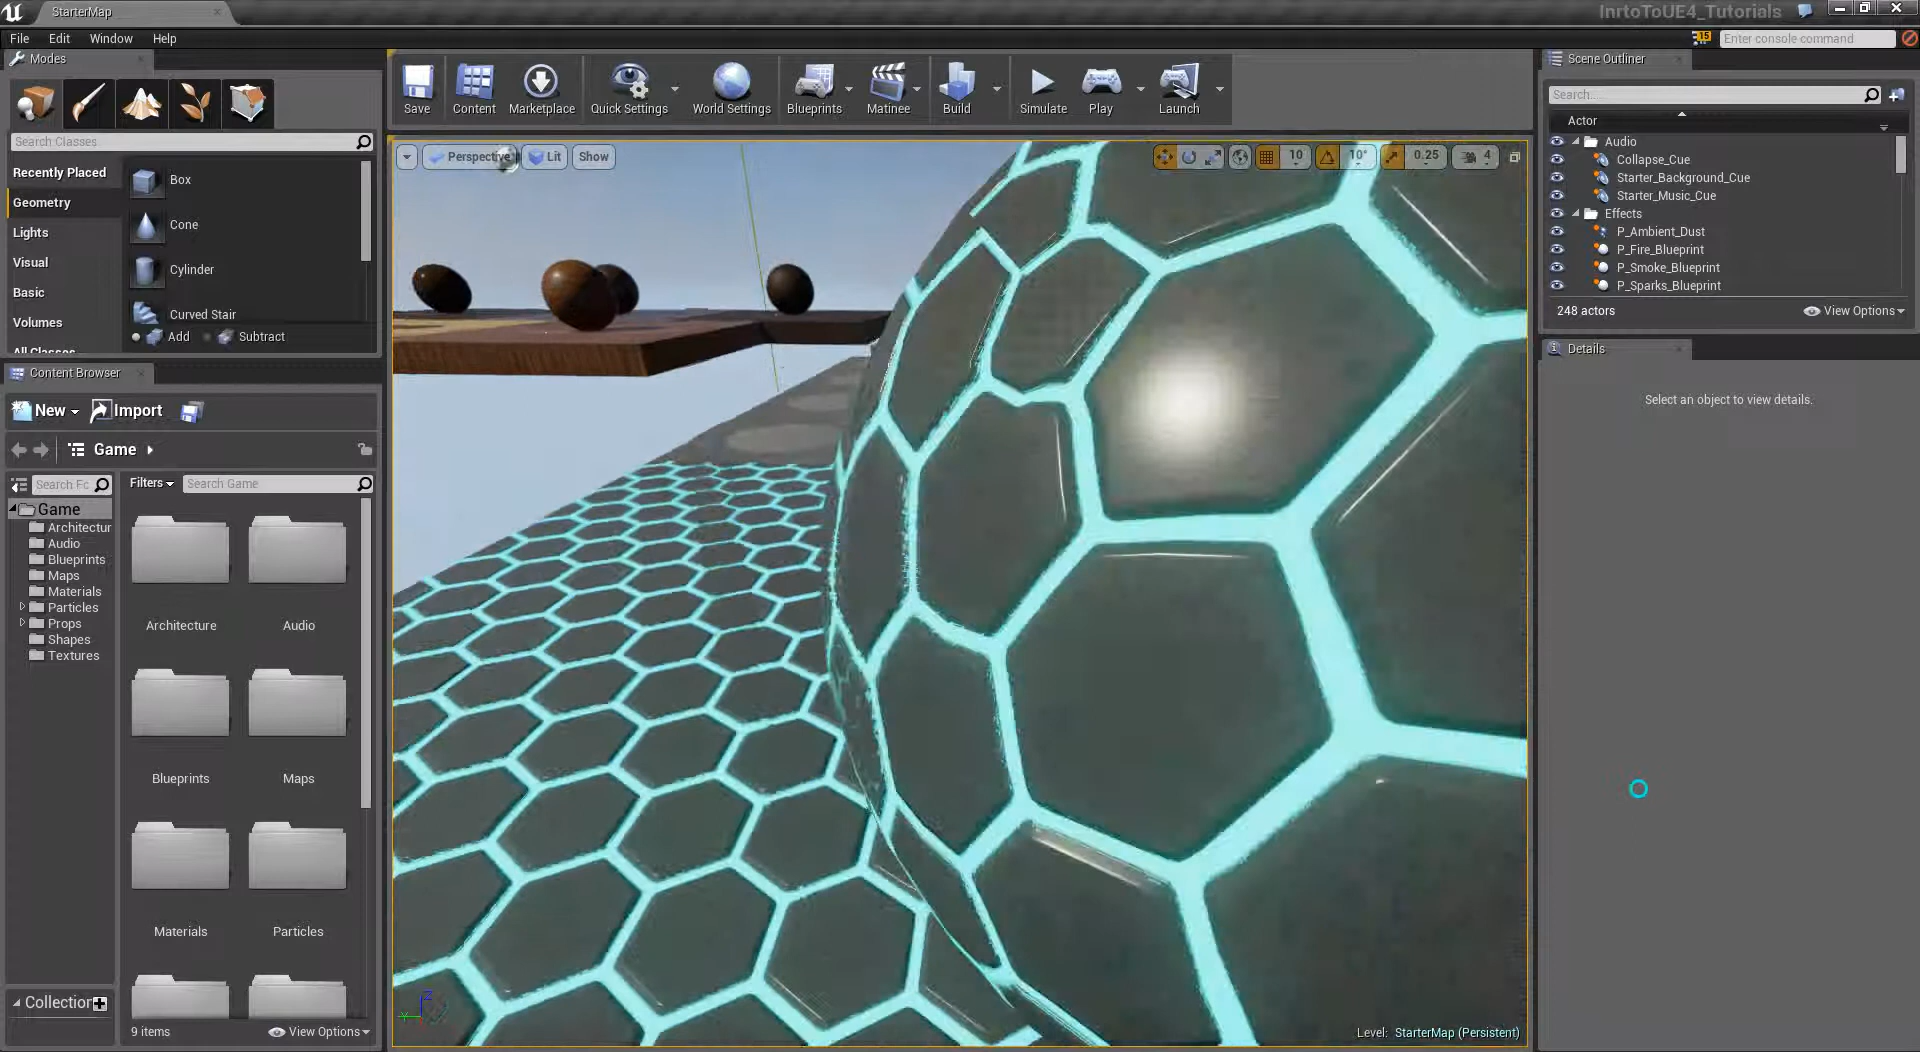 StarterMap
InrtoToUE4_Tutorials
File Edit Window Help
15
Enter console command
Modes
Search Classes
Recently Placed
Geometry
Lights
Visual
Basic
Volumes
All Classes
Box
Cone
Cylinder
Curved Stair
Add Subtract
Save Content Marketplace Quick Settings World Settings Blueprints Matinee Build Simulate Play Launch
Perspective Lit Show
10 10° 0.25 4
Scene Outliner
Search...
Actor
Audio
Collapse_Cue
Starter_Background_Cue
Starter_Music_Cue
Effects
P_Ambient_Dust
P_Fire_Blueprint
P_Smoke_Blueprint
P_Sparks_Blueprint
248 actors View Options
Details
Select an object to view details.
Content Browser
New Import
Game
Search Fc
Filters Search Game
Game
Architectur
Audio
Blueprints
Maps
Materials
Particles
Props
Shapes
Textures
Architecture Audio
Blueprints Maps
Materials Particles
Collection
9 items View Options
Z
Y
Level: StarterMap (Persistent)